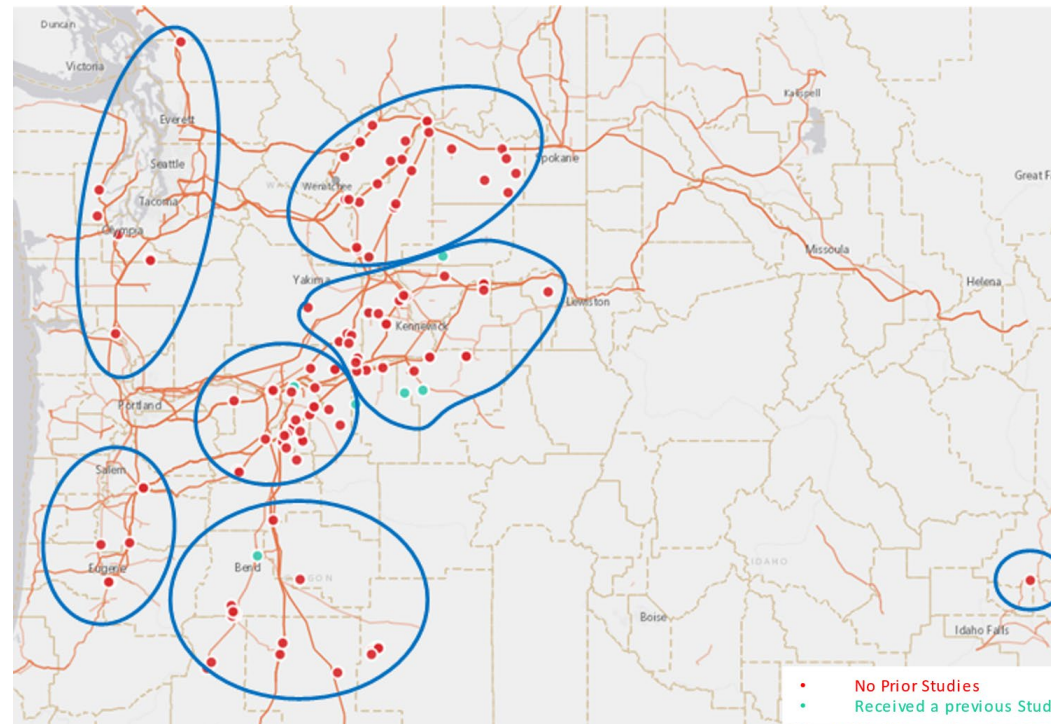 Duncan
Victoria
Everett
Seattle
Tacoma
Olympia
Wenatchee
Spokane
Kalispell
Great F
Missoula
Helena
Yakima
Kennewick
Lewiston
Portland
Salem
Eugene
Bend
IDAHO
Boise
Idaho Falls
No Prior Studies
Received a previous Stud